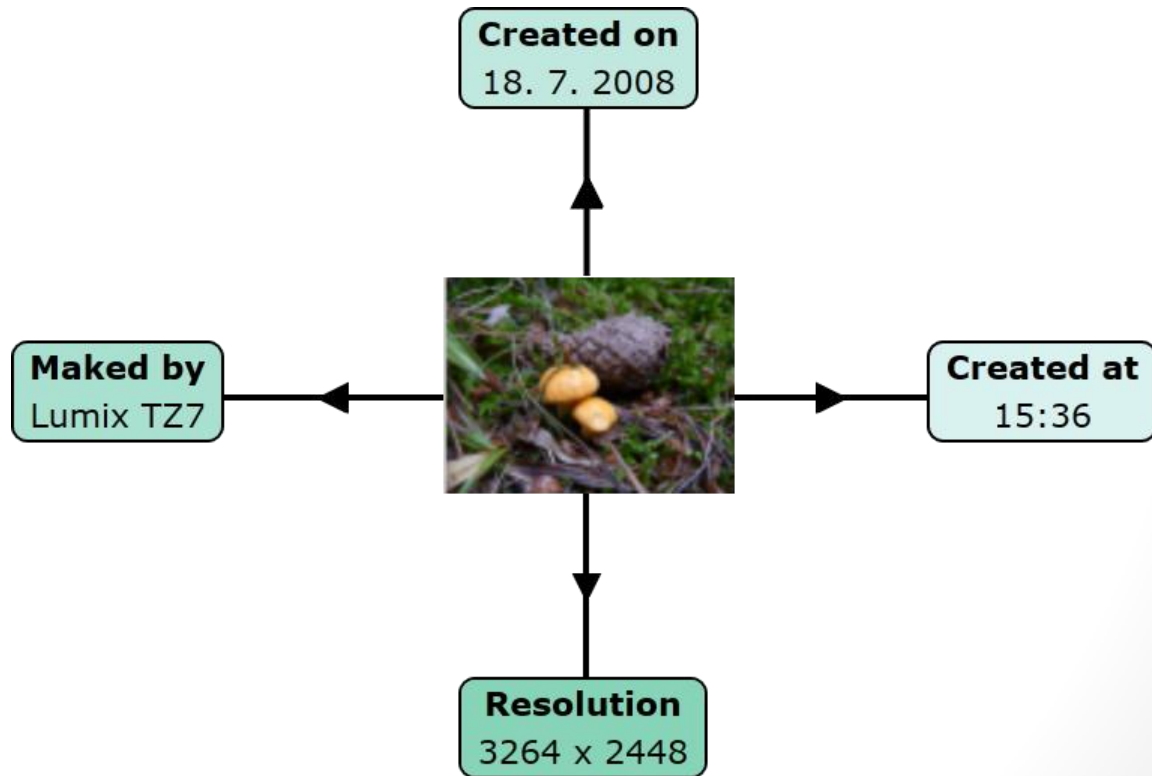 Created on
18. 7. 2008
Maked by
Lumix TZ7
Created at
15:36
Resolution
3264 x 2448